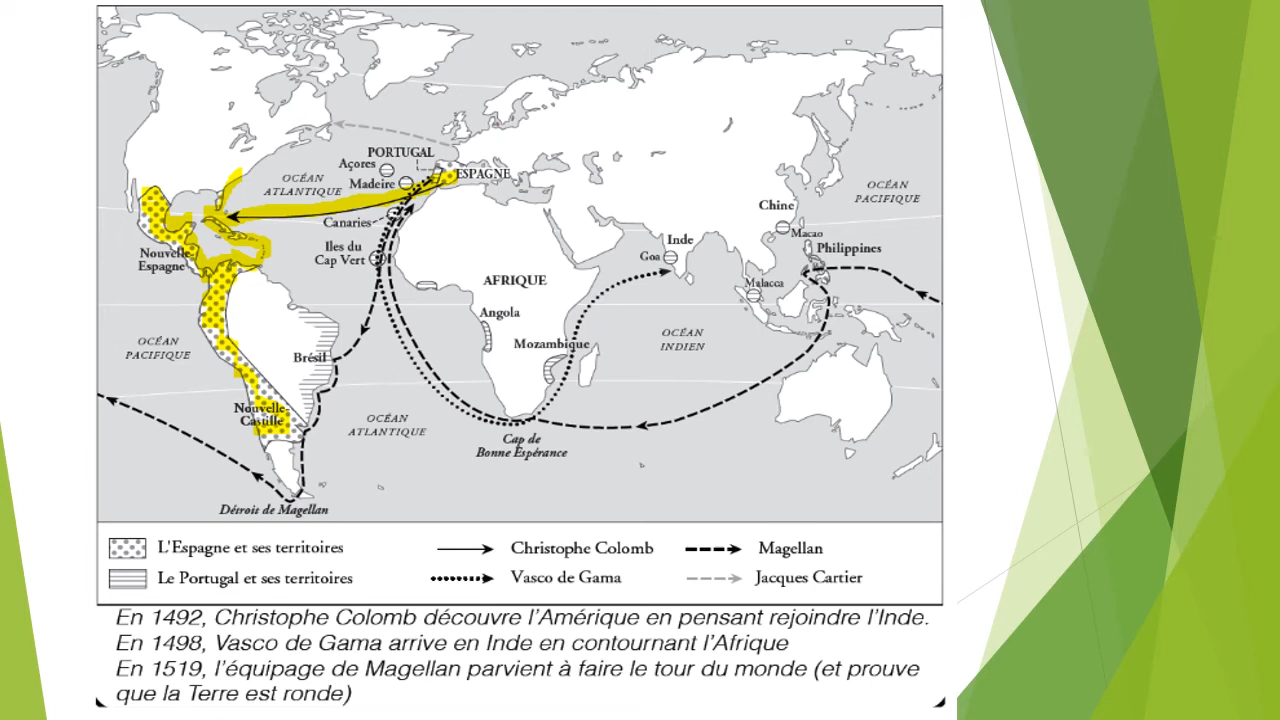 PORTUGAL
Açores
ESPAGNE
OCÉAN
ATLANTIQUE
Madeire
OCÉAN
PACIFIQUE
Chine
Canaries
Macao
Inde
Iles du
Cap Vert
Philippines
Nouvelle-
Espagne
Goa
AFRIQUE
Malacca
Angola
OCÉAN
INDIEN
OCÉAN
PACIFIQUE
Mozambique
Brésil
Nouvelle-
Castille
OCÉAN
ATLANTIQUE
Cap de
Bonne Espérance
Détroit de Magellan
L'Espagne et ses territoires
Christophe Colomb
Magellan
Le Portugal et ses territoires
Vasco de Gama
Jacques Cartier
En 1492, Christophe Colomb découvre l'Amérique en pensant rejoindre l'Inde.
En 1498, Vasco de Gama arrive en Inde en contournant l'Afrique
En 1519, l'équipage de Magellan parvient à faire le tour du monde (et prouve
que la Terre est ronde)